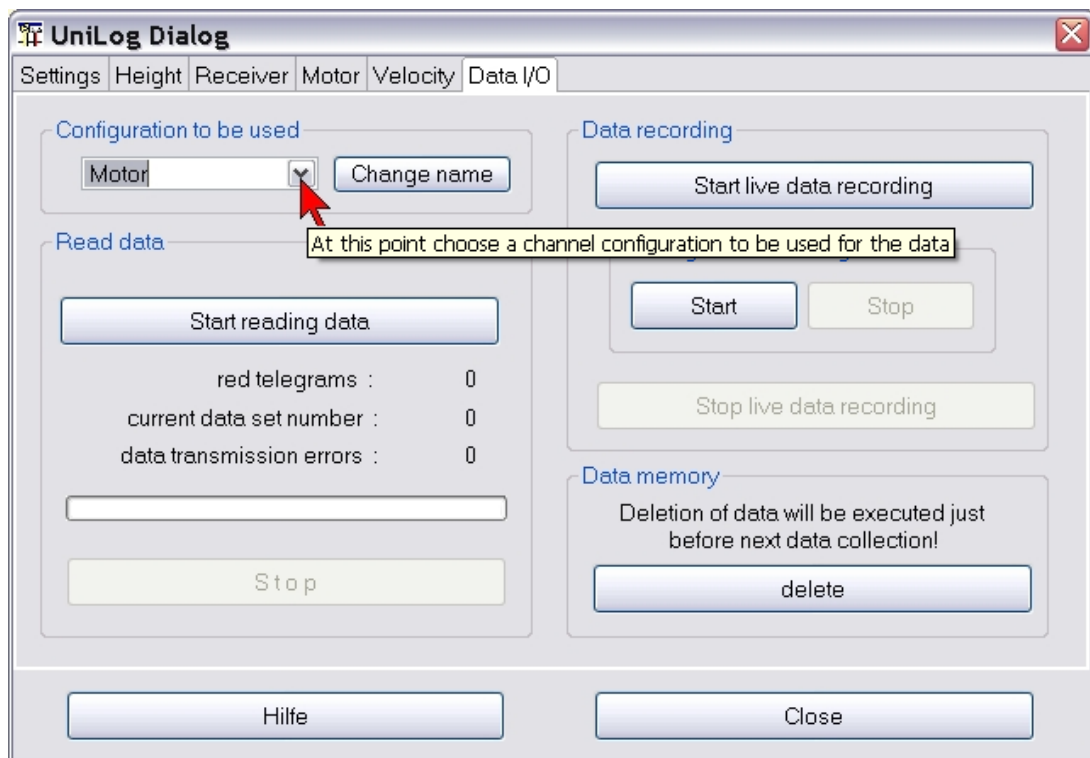 UniLog Dialog
Settings Height Receiver Motor Velocity Data I/O
Configuration to be used
Motor
Change name
At this point choose a channel configuration to be used for the data
Read data
Start reading data
red telegrams : 0
current data set number : 0
data transmission errors : 0
Stop
Data recording
Start live data recording
Start
Stop
Stop live data recording
Data memory
Deletion of data will be executed just
before next data collection!
delete
Hilfe
Close